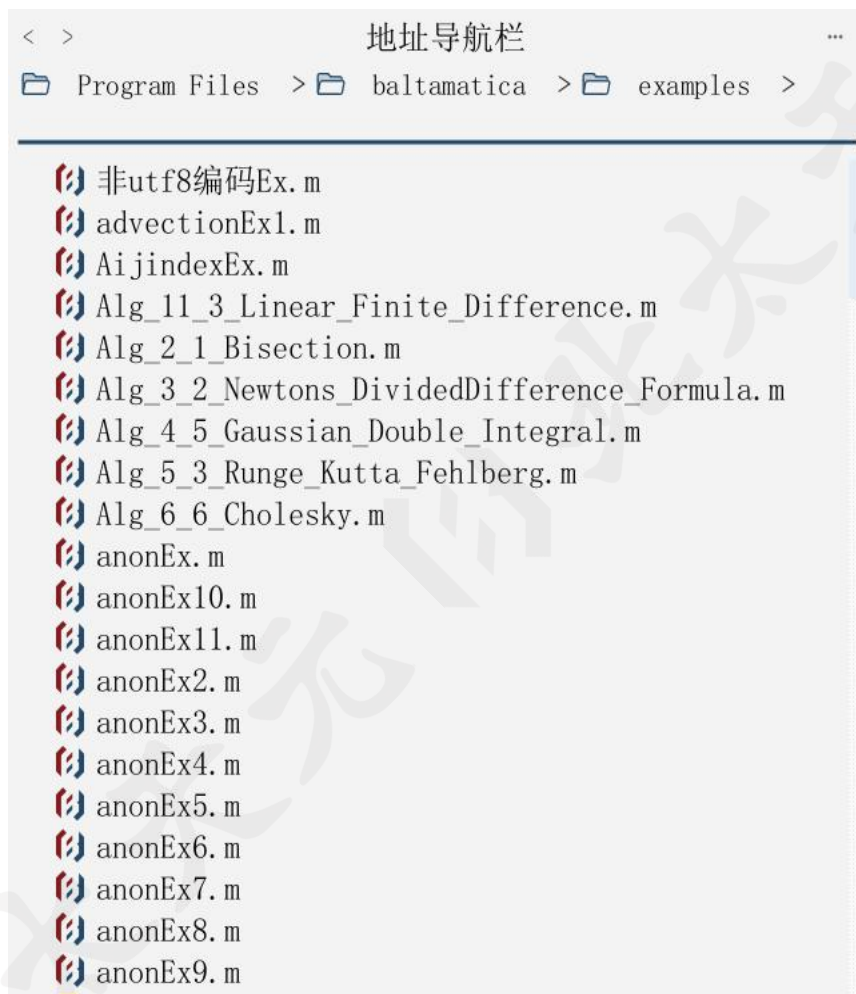 < > 地址导航栏 ...
Program Files > baltamatica > examples >
非utf8编码Ex.m
advectionEx1.m
AijindexEx.m
Alg_11_3_Linear_Finite_Difference.m
Alg_2_1_Bisection.m
Alg_3_2_Newtons_DividedDifference_Formula.m
Alg_4_5_Gaussian_Double_Integral.m
Alg_5_3_Runge_Kutta_Fehlberg.m
Alg_6_6_Cholesky.m
anonEx.m
anonEx10.m
anonEx11.m
anonEx2.m
anonEx3.m
anonEx4.m
anonEx5.m
anonEx6.m
anonEx7.m
anonEx8.m
anonEx9.m